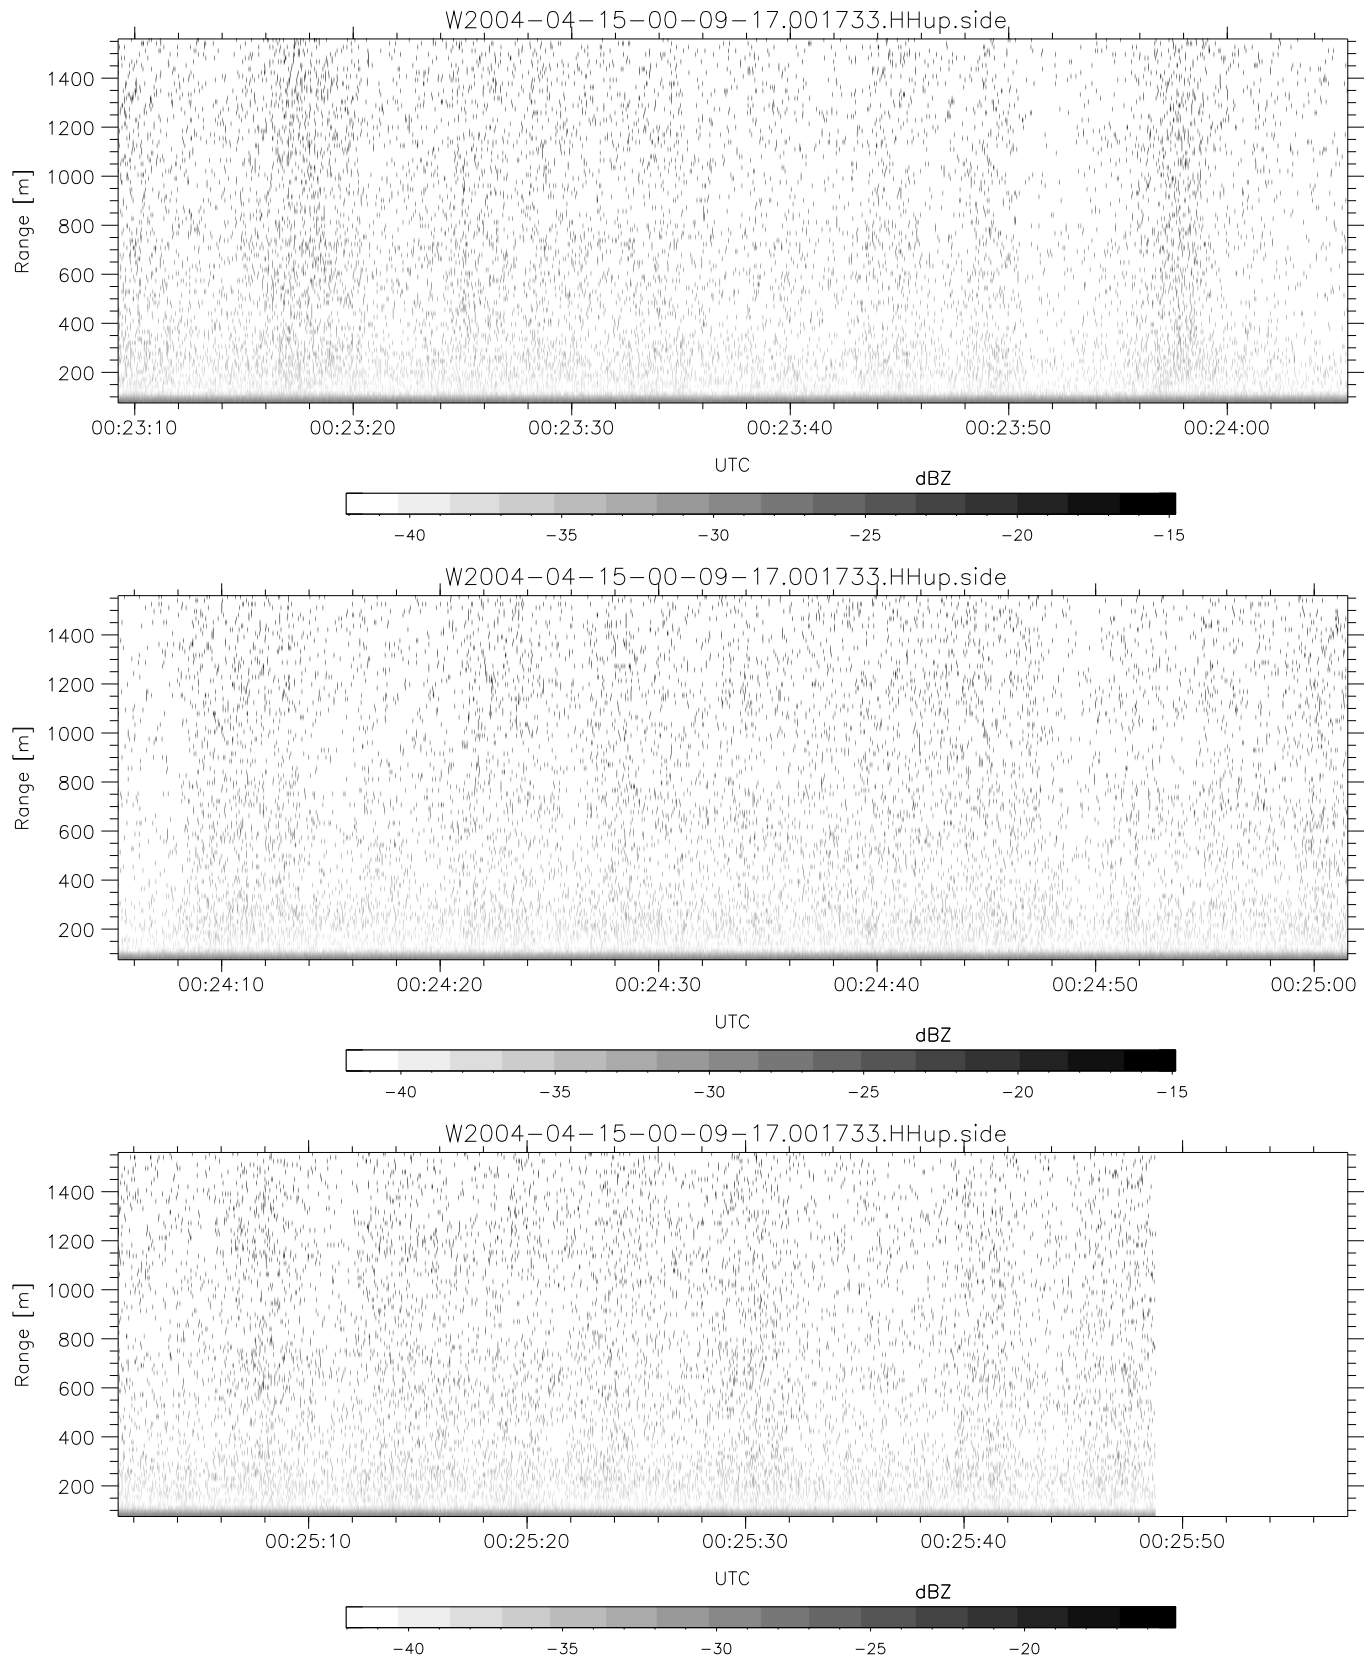 W2004-04-15-00-09-17.001733.HHup.side
1400
1200
1000
800
600
400
200
Range [m]
00:23:10 00:23:20 00:23:30 00:23:40 00:23:50 00:24:00
UTC
dBZ
-40 -35 -30 -25 -20 -15
W2004-04-15-00-09-17.001733.HHup.side
1400
1200
1000
800
600
400
200
Range [m]
00:24:10 00:24:20 00:24:30 00:24:40 00:24:50 00:25:00
UTC
dBZ
-40 -35 -30 -25 -20 -15
W2004-04-15-00-09-17.001733.HHup.side
1400
1200
1000
800
600
400
200
Range [m]
00:25:10 00:25:20 00:25:30 00:25:40 00:25:50
UTC
dBZ
-40 -35 -30 -25 -20